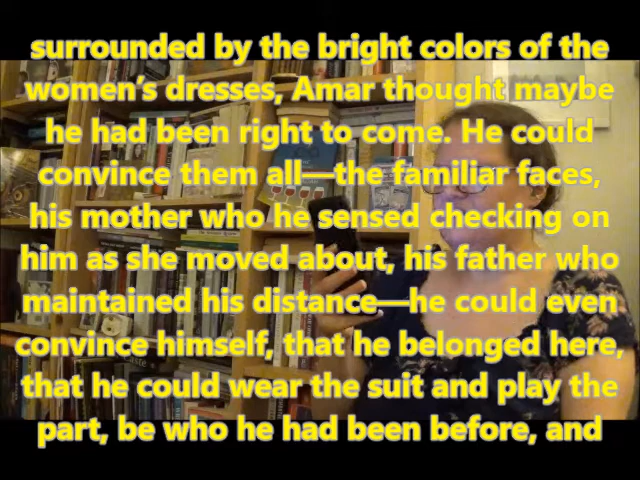 surrounded by the bright colors of the
women's dresses, Amar thought maybe
he had been right to come. He could
convince them all—the familiar faces,
his mother who he sensed checking on
him as she moved about, his father who
maintained his distance—he could even
convince himself, that he belonged here,
that he could wear the suit and play the
part, be who he had been before, and